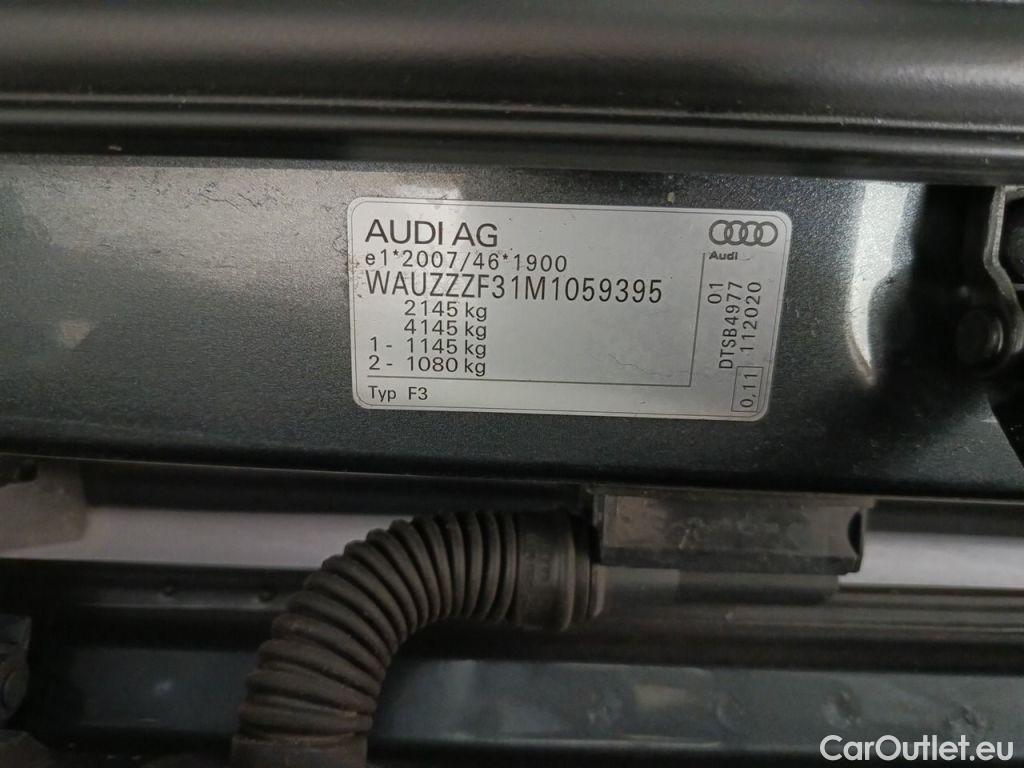 AUDI AG
e1*2007/46*1900
WAUZZZF31M1059395
2145 kg
4145 kg
1 - 1145 kg
2 - 1080 kg
Typ F3
Audi
01
DTSB4977
112020
0,11
CarOutlet.eu